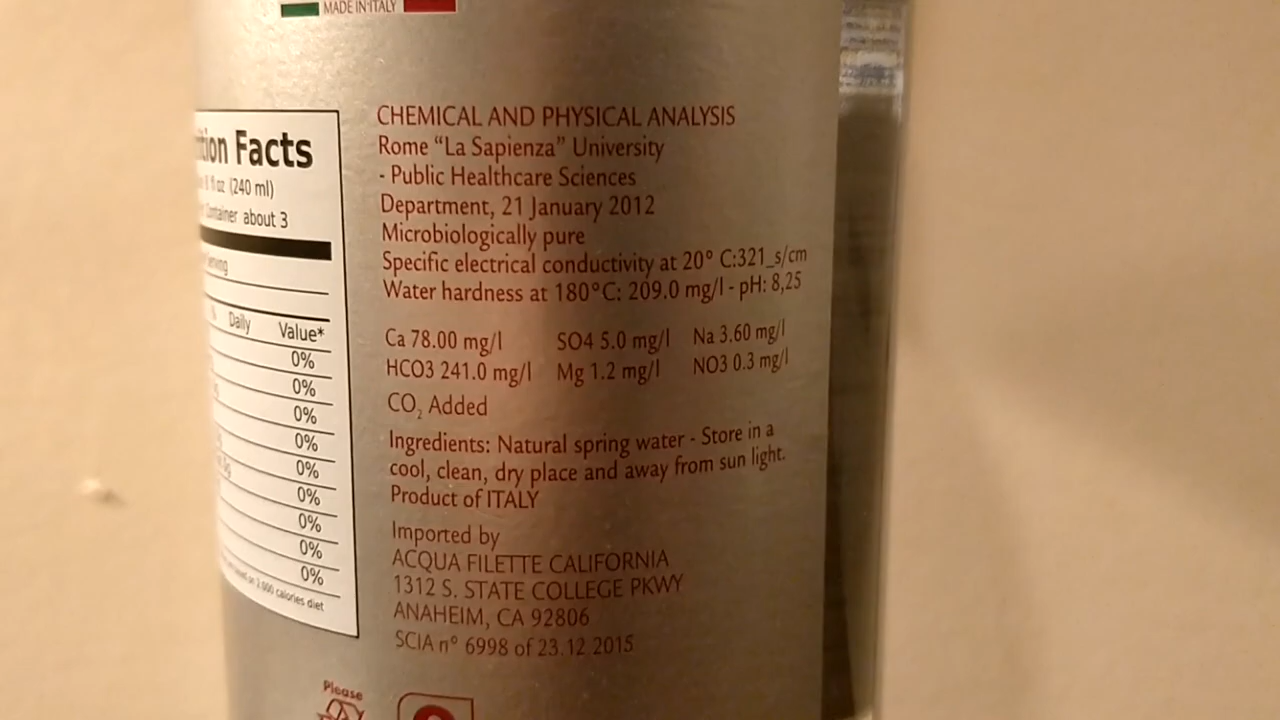 MADE IN ITALY
Facts
(240 ml)
Container about 3
Daily Value*
0%
0%
0%
0%
0%
0%
0%
0%
0%
2,000 calories diet
CHEMICAL AND PHYSICAL ANALYSIS
Rome “La Sapienza” University
- Public Healthcare Sciences
Department, 21 January 2012
Microbiologically pure
Specific electrical conductivity at 20° C:321_s/cm
Water hardness at 180°C: 209.0 mg/l - pH: 8,25
Ca 78.00 mg/l SO4 5.0 mg/l Na 3.60 mg/l
HCO3 241.0 mg/l Mg 1.2 mg/l NO3 0.3 mg/l
CO₂ Added
Ingredients: Natural spring water - Store in a
cool, clean, dry place and away from sun light.
Product of ITALY
Imported by
ACQUA FILETTE CALIFORNIA
1312 S. STATE COLLEGE PKWY
ANAHEIM, CA 92806
SCIA n° 6998 of 23.12.2015
Please